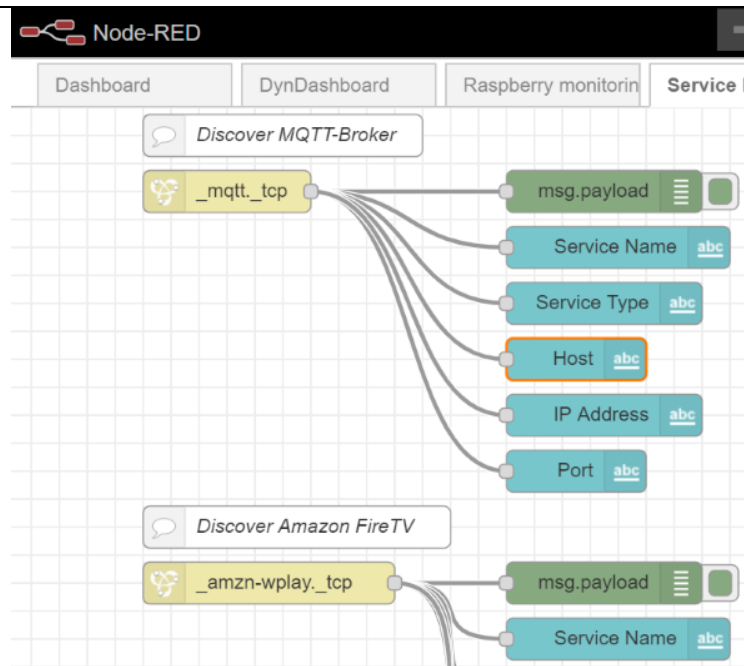 Node-RED
Dashboard
DynDashboard
Raspberry monitorin
Service
Discover MQTT-Broker
_mqtt._tcp
msg.payload
Service Name abc
Service Type abc
Host abc
IP Address abc
Port abc
Discover Amazon FireTV
_amzn-wplay._tcp
msg.payload
Service Name abc